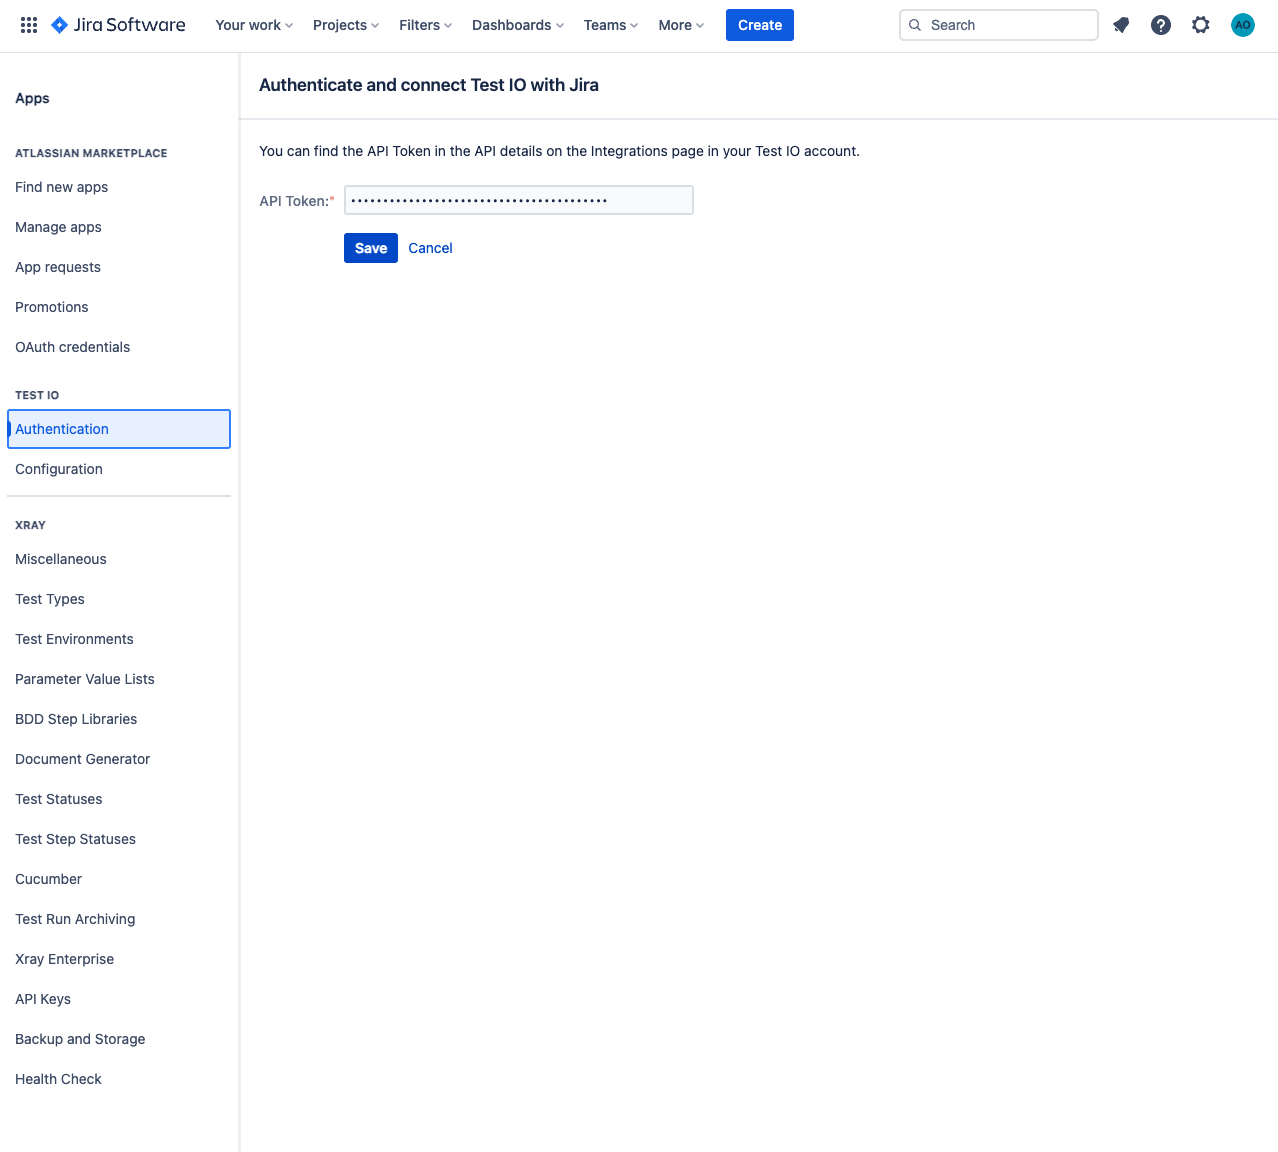 Jira Software
Your work
Projects
Filters
Dashboards
Teams
More
Create
Search
AO
Apps
ATLASSIAN MARKETPLACE
Find new apps
Manage apps
App requests
Promotions
OAuth credentials
TEST IO
Authentication
Configuration
XRAY
Miscellaneous
Test Types
Test Environments
Parameter Value Lists
BDD Step Libraries
Document Generator
Test Statuses
Test Step Statuses
Cucumber
Test Run Archiving
Xray Enterprise
API Keys
Backup and Storage
Health Check
Authenticate and connect Test IO with Jira
You can find the API Token in the API details on the Integrations page in your Test IO account.
API Token:*
Save
Cancel